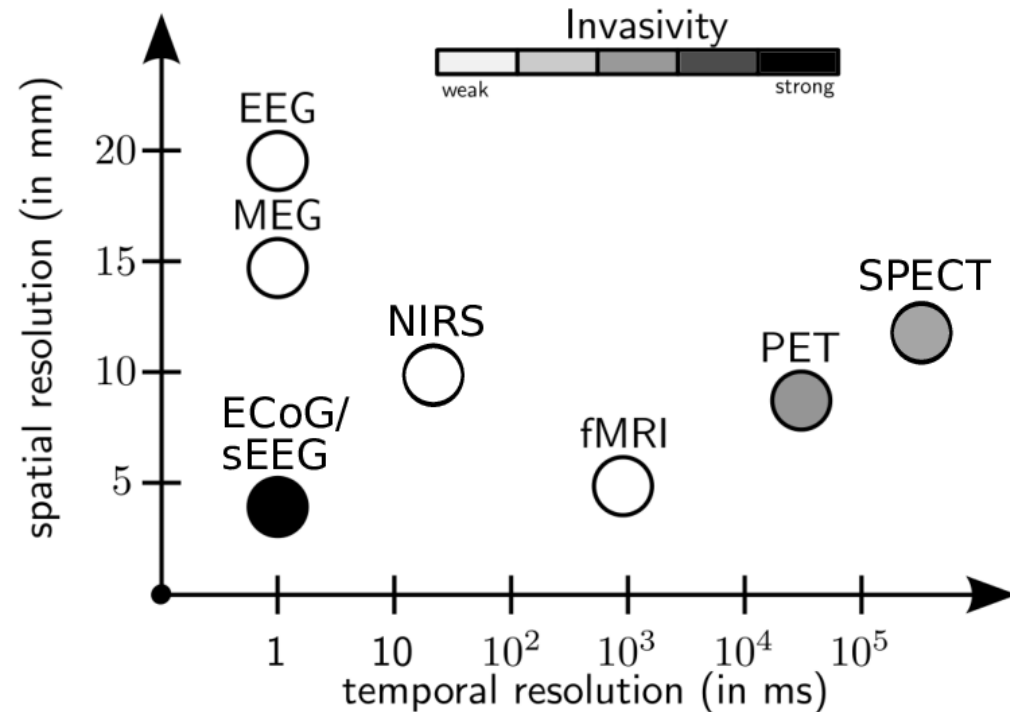 Invasivity
weak
strong
spatial resolution (in mm)
20
15
10
5
EEG
MEG
NIRS
ECoG/
sEEG
fMRI
PET
SPECT
1
10
10²
10³
10⁴
10⁵
temporal resolution (in ms)